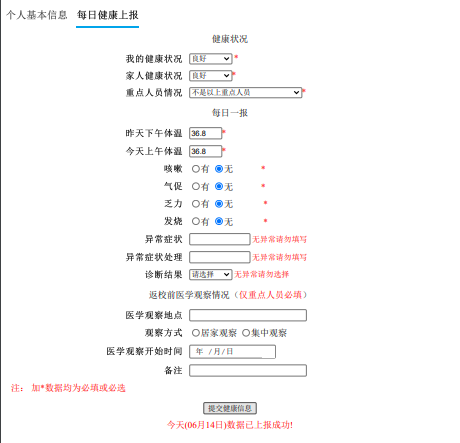 个人基本信息 每日健康上报
健康状况
我的健康状况 良好 *
家人健康状况 良好 *
重点人员情况 不是以上重点人员 *
每日一报
昨天下午体温 36.8 *
今天上午体温 36.8 *
咳嗽 有 无 *
气促 有 无 *
乏力 有 无 *
发烧 有 无 *
异常症状 无异常请勿填写
异常症状处理 无异常请勿填写
诊断结果 请选择 无异常请勿选择
返校前医学观察情况（仅重点人员必填）
医学观察地点
观察方式 居家观察 集中观察
医学观察开始时间 年 /月/日
备注
注： 加*数据均为必填或必选
提交健康信息
今天(06月14日)数据已上报成功!